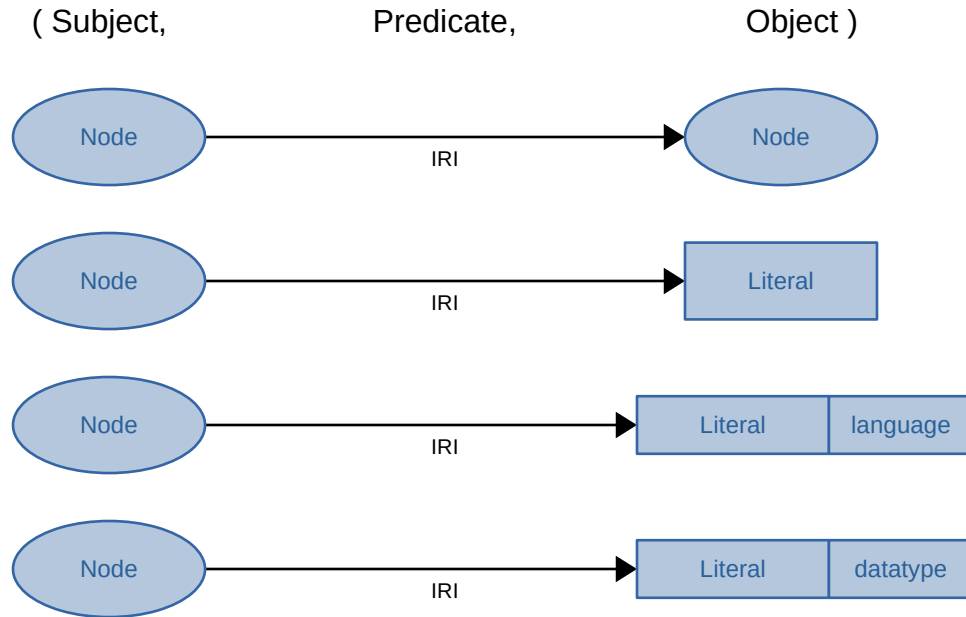 ( Subject, Predicate, Object )
Node IRI Node
Node IRI Literal
Node IRI Literal language
Node IRI Literal datatype